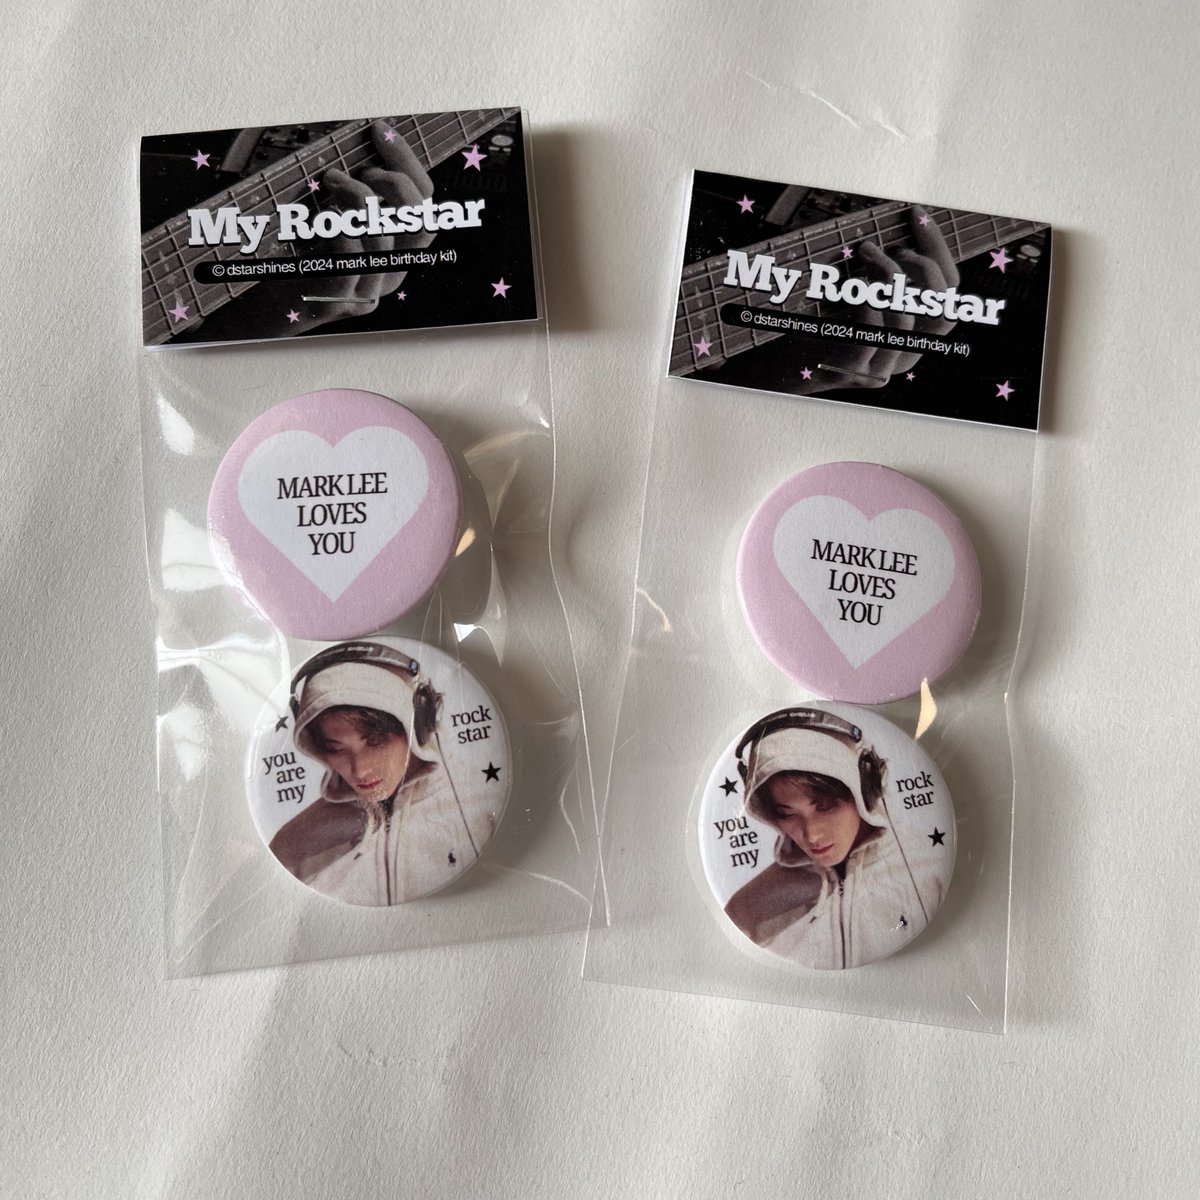 My Rockstar
© dstarshines (2024 mark lee birthday kit)
MARK LEE
LOVES
YOU
you
are
my
rock
star
My Rockstar
© dstarshines (2024 mark lee birthday kit)
MARK LEE
LOVES
YOU
you
are
my
rock
star